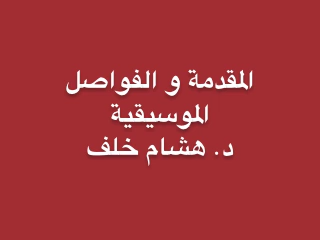 المقدمة و الفواصل
الموسيقية
د. هشام خلف